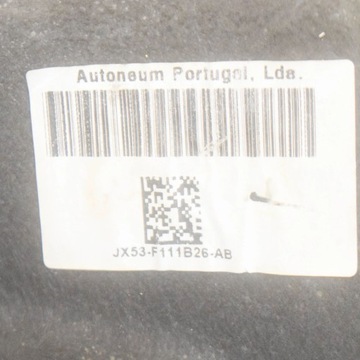 Autoneum Portugal, Lda.
JX53-F111B26-AB